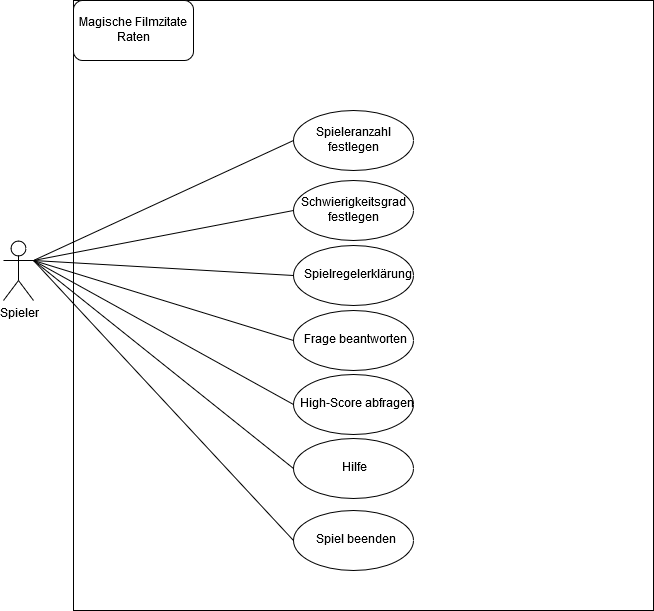 Magische Filmzitate
Raten
Spieleranzahl
festlegen
Schwierigkeitsgrad
festlegen
Spielregelerklärung
Spieler
Frage beantworten
High-Score abfragen
Hilfe
Spiel beenden